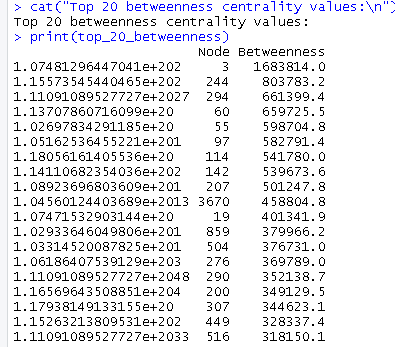 > cat("Top 20 betweenness centrality values:\n")
Top 20 betweenness centrality values:
> print(top_20_betweenness)
Node Betweenness
1.07481296447041e+202 3 1683814.0
1.15573545440465e+202 244 803783.2
1.11091089527727e+2027 294 661399.4
1.13707860716099e+20 60 659725.5
1.02697834291185e+20 55 598704.8
1.05162536455221e+201 97 582791.4
1.18056161405536e+20 114 541780.0
1.14110682354036e+202 142 539673.6
1.08923696803609e+201 207 501247.8
1.04560124403689e+2013 3670 458804.8
1.07471532903144e+20 19 401341.9
1.02933646049806e+201 859 379966.2
1.03314520087825e+201 504 376731.0
1.06186407539129e+203 276 369789.0
1.11091089527727e+2048 290 352138.7
1.16569643508851e+204 200 349129.5
1.17938149133155e+20 307 344623.1
1.15263213809531e+202 449 328337.4
1.11091089527727e+2033 516 318150.1